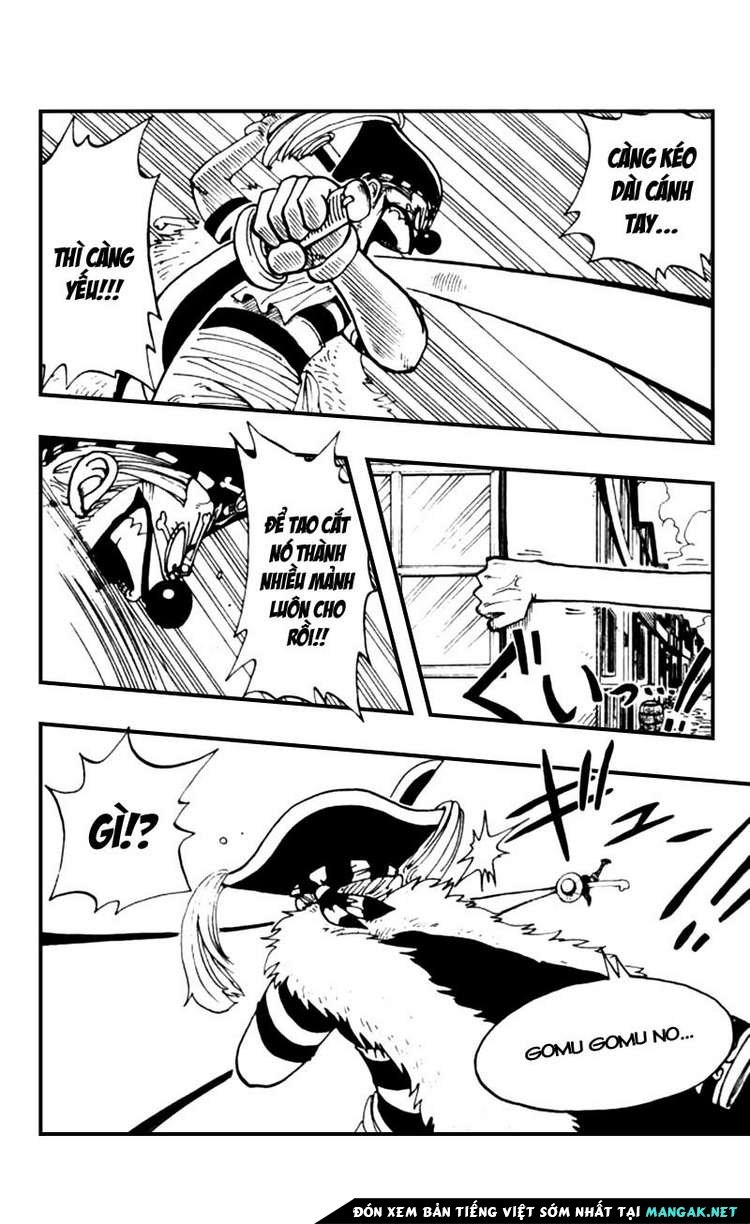 CÀNG KÉO
DÀI CÁNH
TAY...
THÌ CÀNG
YẾU!!!
ĐỂ TAO CẮT
NÓ THÀNH
NHIỀU MẢNH
LUÔN CHO
RỒI!!
GÌ!?
GOMU GOMU NO...
ĐÓN XEM BẢN TIẾNG VIỆT SỚM NHẤT TẠI MANGAK.NET